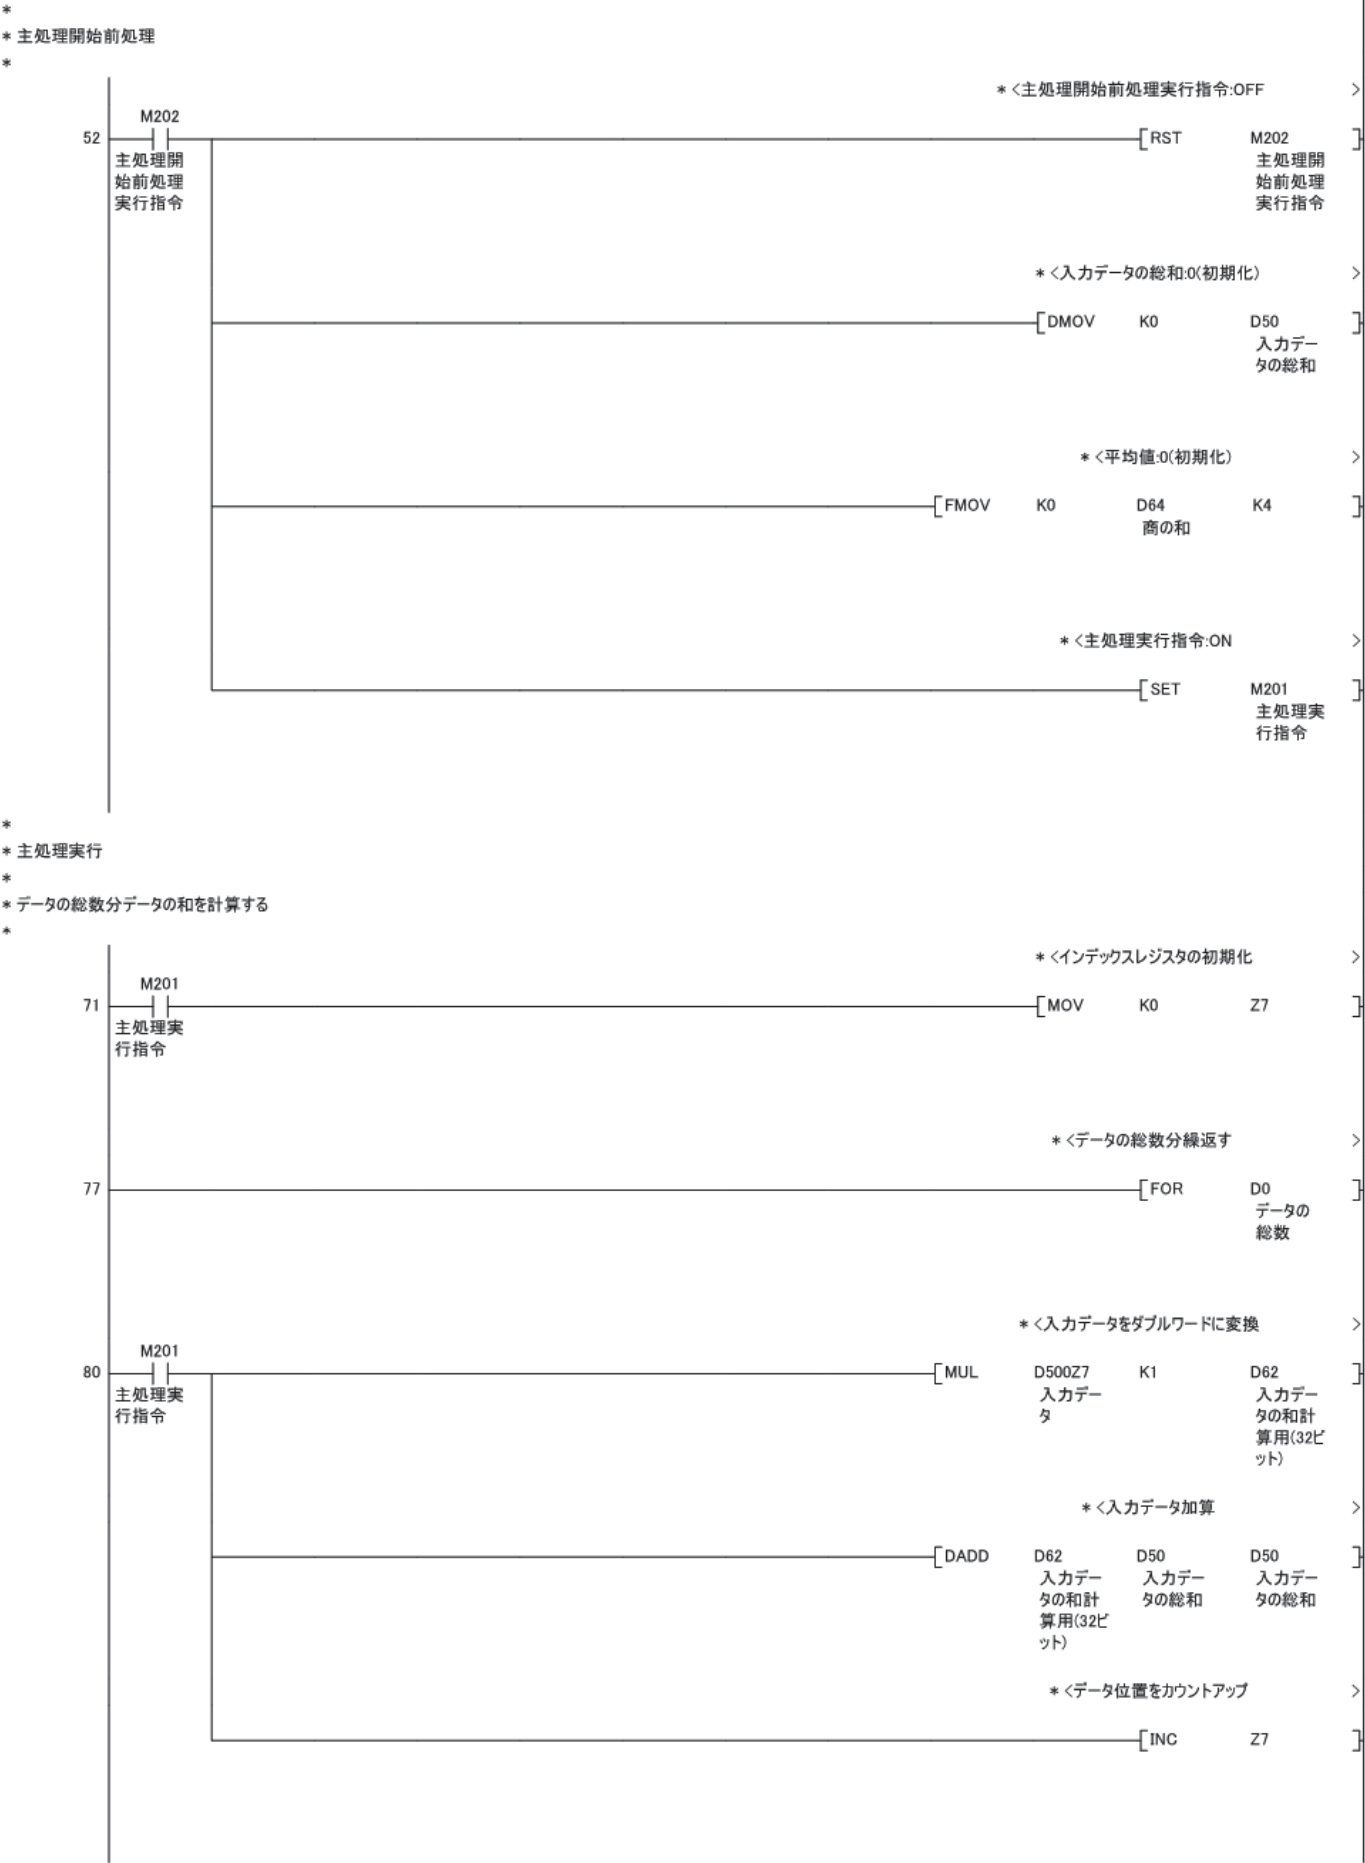 *
* 主処理開始前処理
*
* <主処理開始前処理実行指令:OFF >
M202
52 [RST M202 ]
主処理開 主処理開
始前処理 始前処理
実行指令 実行指令
* <入力データの総和:0(初期化) >
[DMOV K0 D50 ]
入力デー
タの総和
* <平均値:0(初期化) >
[FMOV K0 D64 K4 ]
商の和
* <主処理実行指令:ON >
[SET M201 ]
主処理実
行指令
*
* 主処理実行
*
* データの総数分データの和を計算する
*
* <インデックスレジスタの初期化 >
M201
71 [MOV K0 Z7 ]
主処理実
行指令
* <データの総数分繰返す >
77 [FOR D0 ]
データの
総数
* <入力データをダブルワードに変換 >
M201
80 [MUL D500Z7 K1 D62 ]
主処理実 入力デー 入力デー
行指令 タ タの和計
算用(32ビ
ット)
* <入力データ加算 >
[DADD D62 D50 D50 ]
入力デー 入力デー 入力デー
タの和計 タの総和 タの総和
算用(32ビ
ット)
* <データ位置をカウントアップ >
[INC Z7 ]